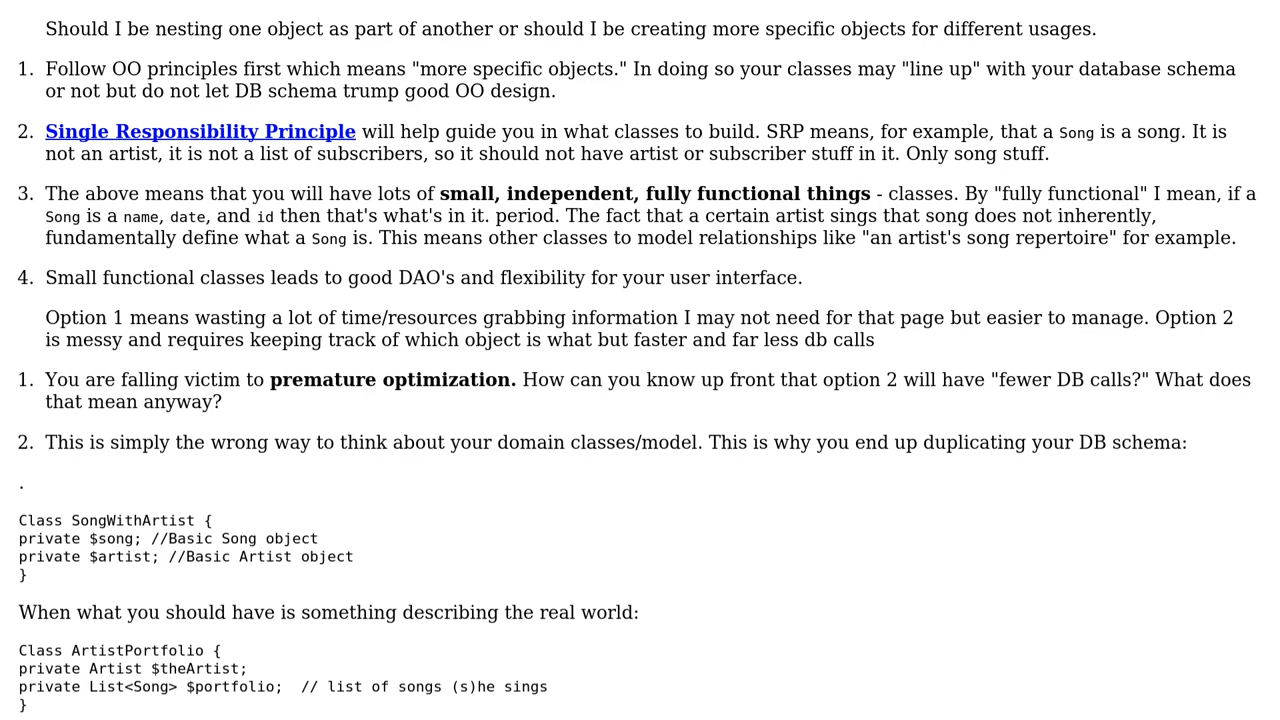 Should I be nesting one object as part of another or should I be creating more specific objects for different usages.
1. Follow OO principles first which means "more specific objects." In doing so your classes may "line up" with your database schema
or not but do not let DB schema trump good OO design.
2. Single Responsibility Principle will help guide you in what classes to build. SRP means, for example, that a Song is a song. It is
not an artist, it is not a list of subscribers, so it should not have artist or subscriber stuff in it. Only song stuff.
3. The above means that you will have lots of small, independent, fully functional things - classes. By "fully functional" I mean, if a
Song is a name, date, and id then that's what's in it. period. The fact that a certain artist sings that song does not inherently,
fundamentally define what a Song is. This means other classes to model relationships like "an artist's song repertoire" for example.
4. Small functional classes leads to good DAO's and flexibility for your user interface.
Option 1 means wasting a lot of time/resources grabbing information I may not need for that page but easier to manage. Option 2
is messy and requires keeping track of which object is what but faster and far less db calls
1. You are falling victim to premature optimization. How can you know up front that option 2 will have "fewer DB calls?" What does
that mean anyway?
2. This is simply the wrong way to think about your domain classes/model. This is why you end up duplicating your DB schema:
.
Class SongWithArtist {
private $song; //Basic Song object
private $artist; //Basic Artist object
}
When what you should have is something describing the real world:
Class ArtistPortfolio {
private Artist $theArtist;
private List<Song> $portfolio;  // list of songs (s)he sings
}